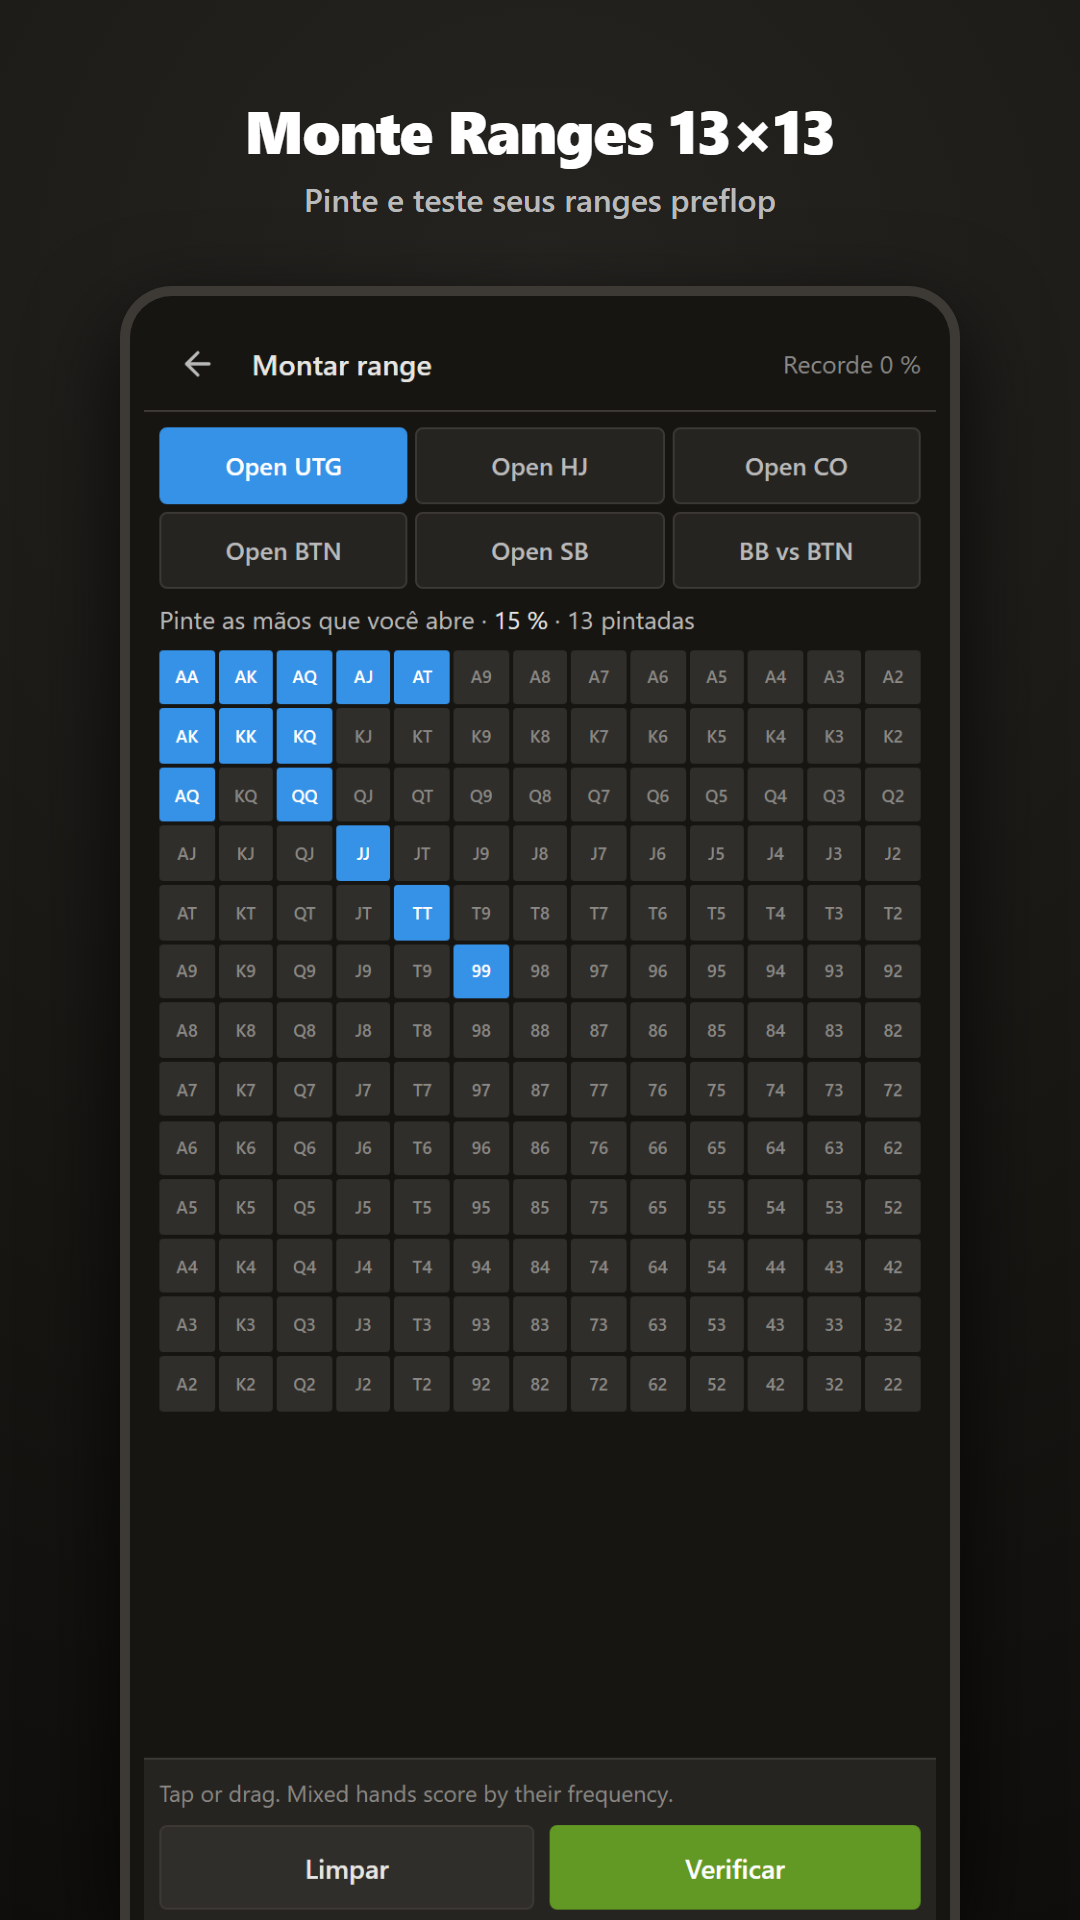 Monte Ranges 13×13
Pinte e teste seus ranges preflop
Montar range Recorde 0 %
Open UTG Open HJ Open CO
Open BTN Open SB BB vs BTN
Pinte as mãos que você abre · 15 % · 13 pintadas
AA AK AQ AJ AT A9 A8 A7 A6 A5 A4 A3 A2
AK KK KQ KJ KT K9 K8 K7 K6 K5 K4 K3 K2
AQ KQ QQ QJ QT Q9 Q8 Q7 Q6 Q5 Q4 Q3 Q2
AJ KJ QJ JJ JT J9 J8 J7 J6 J5 J4 J3 J2
AT KT QT JT TT T9 T8 T7 T6 T5 T4 T3 T2
A9 K9 Q9 J9 T9 99 98 97 96 95 94 93 92
A8 K8 Q8 J8 T8 98 88 87 86 85 84 83 82
A7 K7 Q7 J7 T7 97 87 77 76 75 74 73 72
A6 K6 Q6 J6 T6 96 86 76 66 65 64 63 62
A5 K5 Q5 J5 T5 95 85 75 65 55 54 53 52
A4 K4 Q4 J4 T4 94 84 74 64 54 44 43 42
A3 K3 Q3 J3 T3 93 83 73 63 53 43 33 32
A2 K2 Q2 J2 T2 92 82 72 62 52 42 32 22
Tap or drag. Mixed hands score by their frequency.
Limpar Verificar